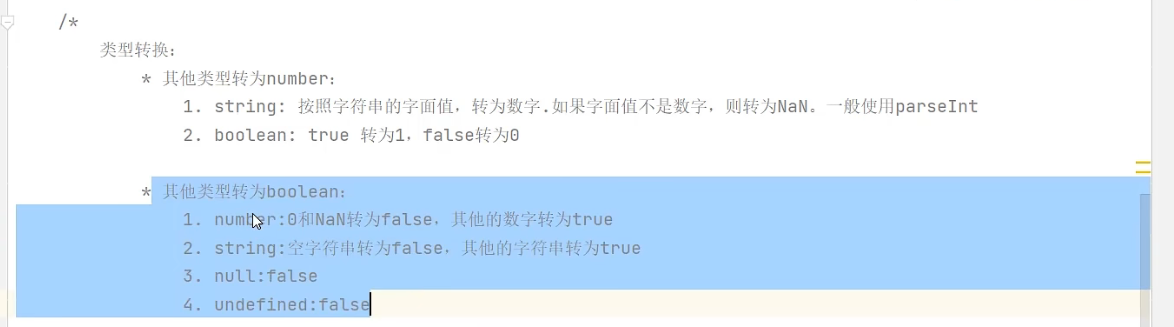 /*
类型转换：
* 其他类型转为number：
1. string: 按照字符串的字面值，转为数字.如果字面值不是数字，则转为NaN。一般使用parseInt
2. boolean: true 转为1，false转为0
* 其他类型转为boolean：
1. number:0和NaN转为false，其他的数字转为true
2. string:空字符串转为false，其他的字符串转为true
3. null:false
4. undefined:false